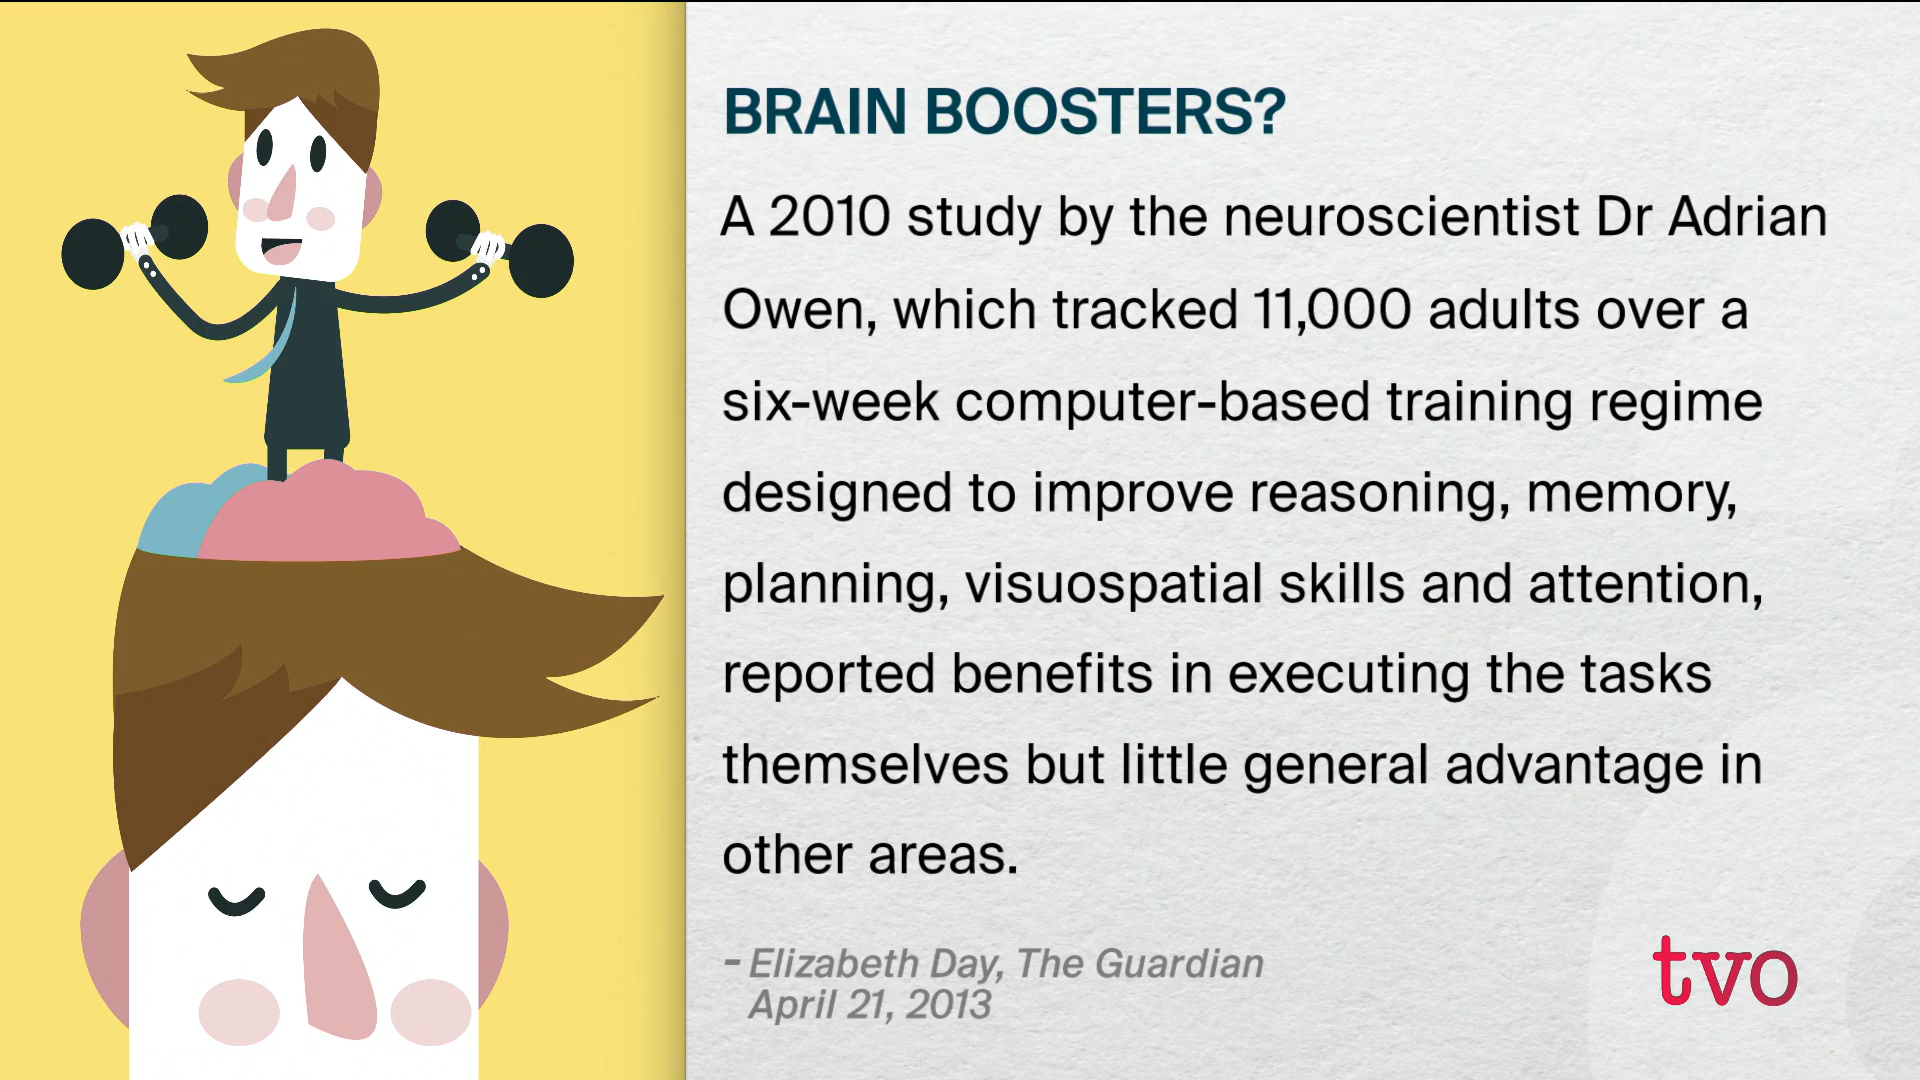 BRAIN BOOSTERS?
A 2010 study by the neuroscientist Dr Adrian
Owen, which tracked 11,000 adults over a
six-week computer-based training regime
designed to improve reasoning, memory,
planning, visuospatial skills and attention,
reported benefits in executing the tasks
themselves but little general advantage in
other areas.
- Elizabeth Day, The Guardian
April 21, 2013
tvo